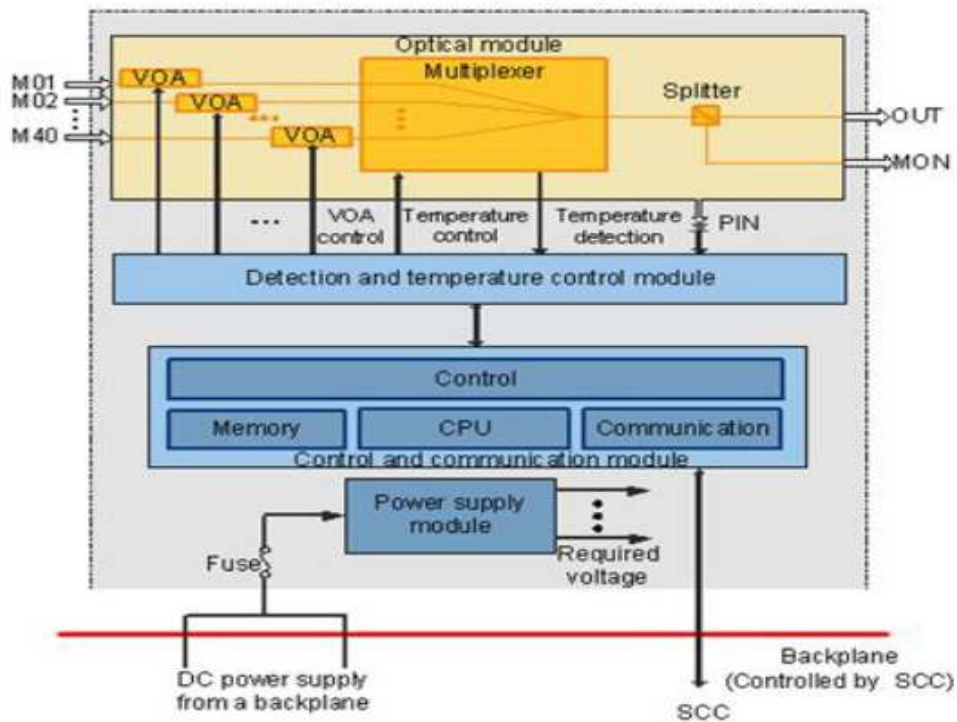 Optical module
M01
VOA
Multiplexer
M02
VOA
Splitter
M40
VOA
OUT
MON
VOA
control
Temperature
control
Temperature
detection
PIN
Detection and temperature control module
Control
Memory
CPU
Communication
Control and communication module
Power supply
module
Fuse
Required
voltage
DC power supply
from a backplane
Backplane
(Controlled by SCC)
SCC